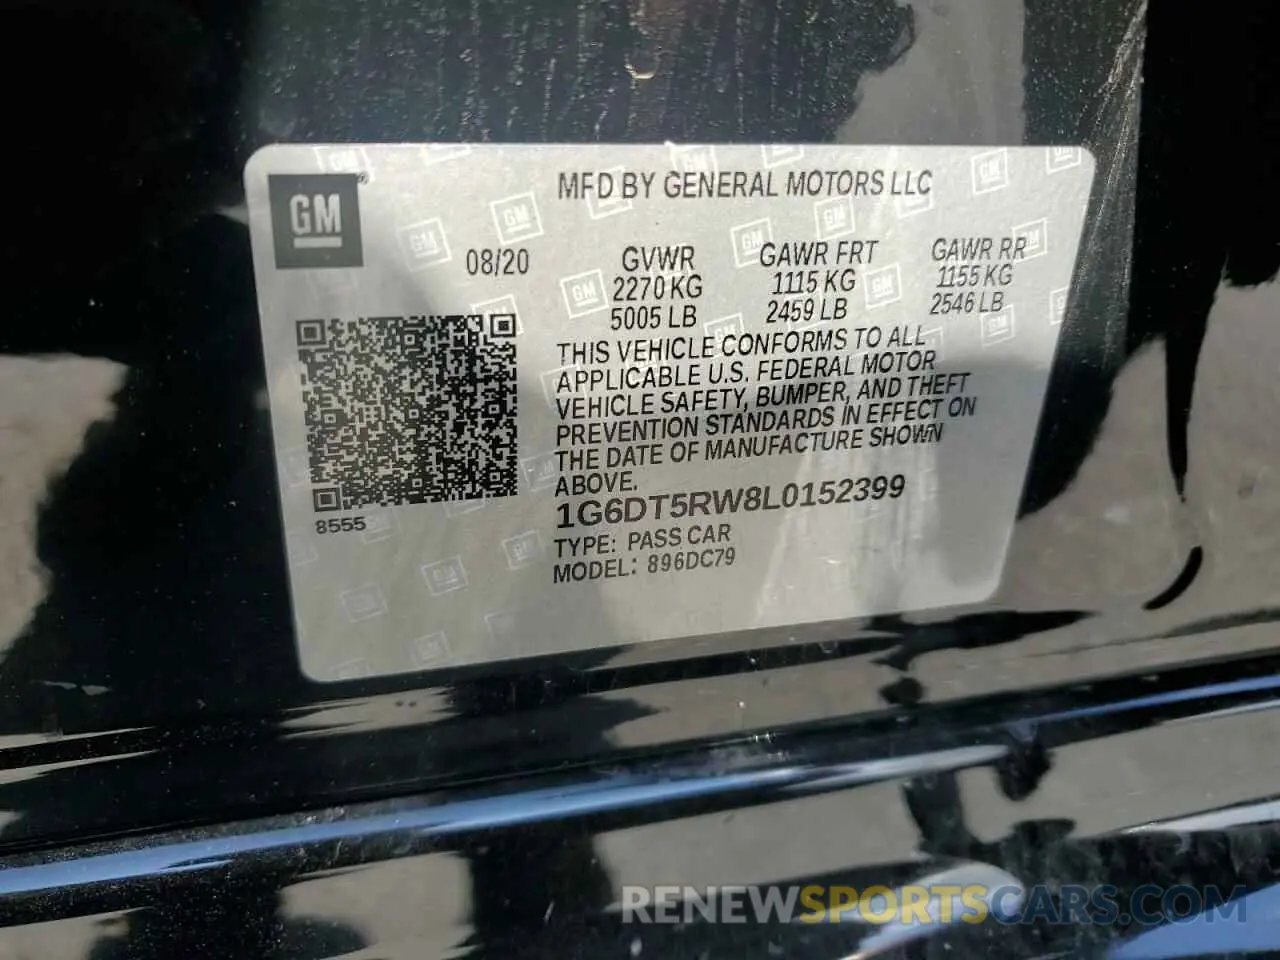 GM
MFD BY GENERAL MOTORS LLC
08/20
GVWR GAWR FRT GAWR RR
2270 KG 1115 KG 1155 KG
5005 LB 2459 LB 2546 LB
THIS VEHICLE CONFORMS TO ALL
APPLICABLE U.S. FEDERAL MOTOR
VEHICLE SAFETY, BUMPER, AND THEFT
PREVENTION STANDARDS IN EFFECT ON
THE DATE OF MANUFACTURE SHOWN
ABOVE.
8555
1G6DT5RW8L0152399
TYPE: PASS CAR
MODEL: 896DC79
RENEWSPORTSCARS.COM